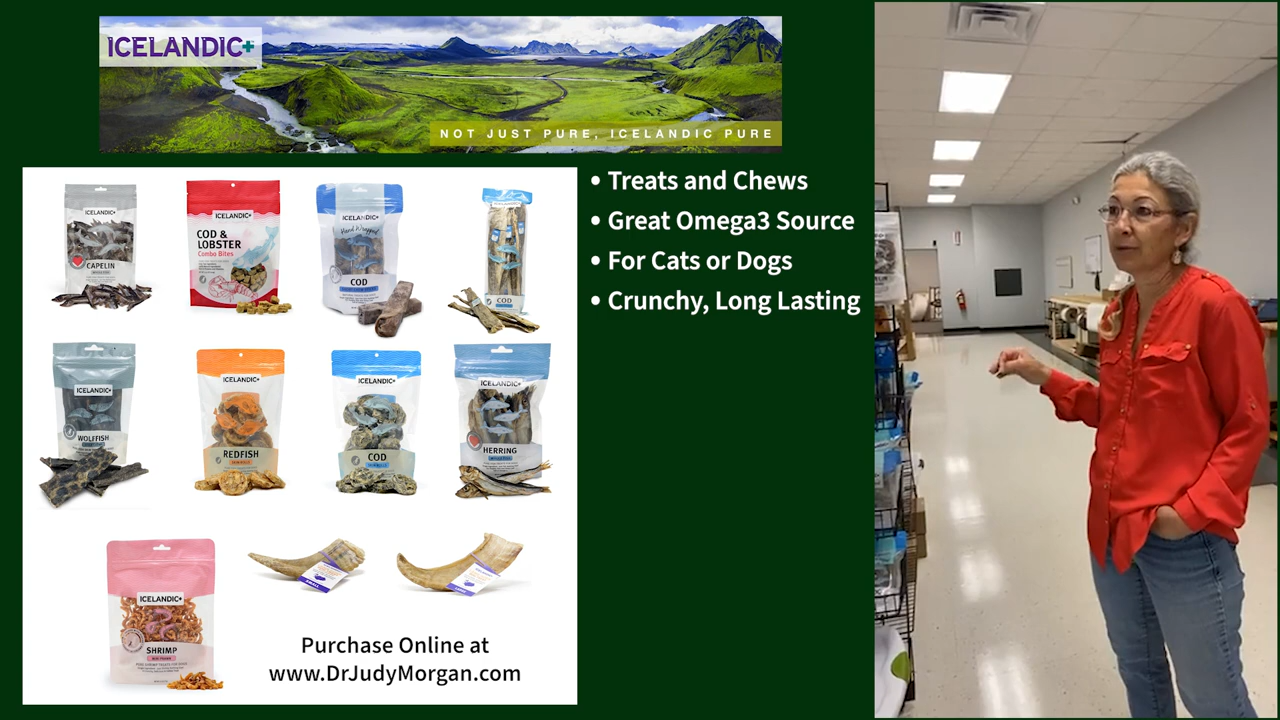 ICELANDIC+
NOT JUST PURE, ICELANDIC PURE
• Treats and Chews
• Great Omega3 Source
• For Cats or Dogs
• Crunchy, Long Lasting
ICELANDIC+
CAPELIN
ICELANDIC+
COD &
LOBSTER
Combo Bites
ICELANDIC+
Hand Wrapped
COD
COD
ICELANDIC+
WOLFFISH
ICELANDIC+
REDFISH
ICELANDIC+
COD
ICELANDIC+
HERRING
ICELANDIC+
SHRIMP
Purchase Online at
www.DrJudyMorgan.com